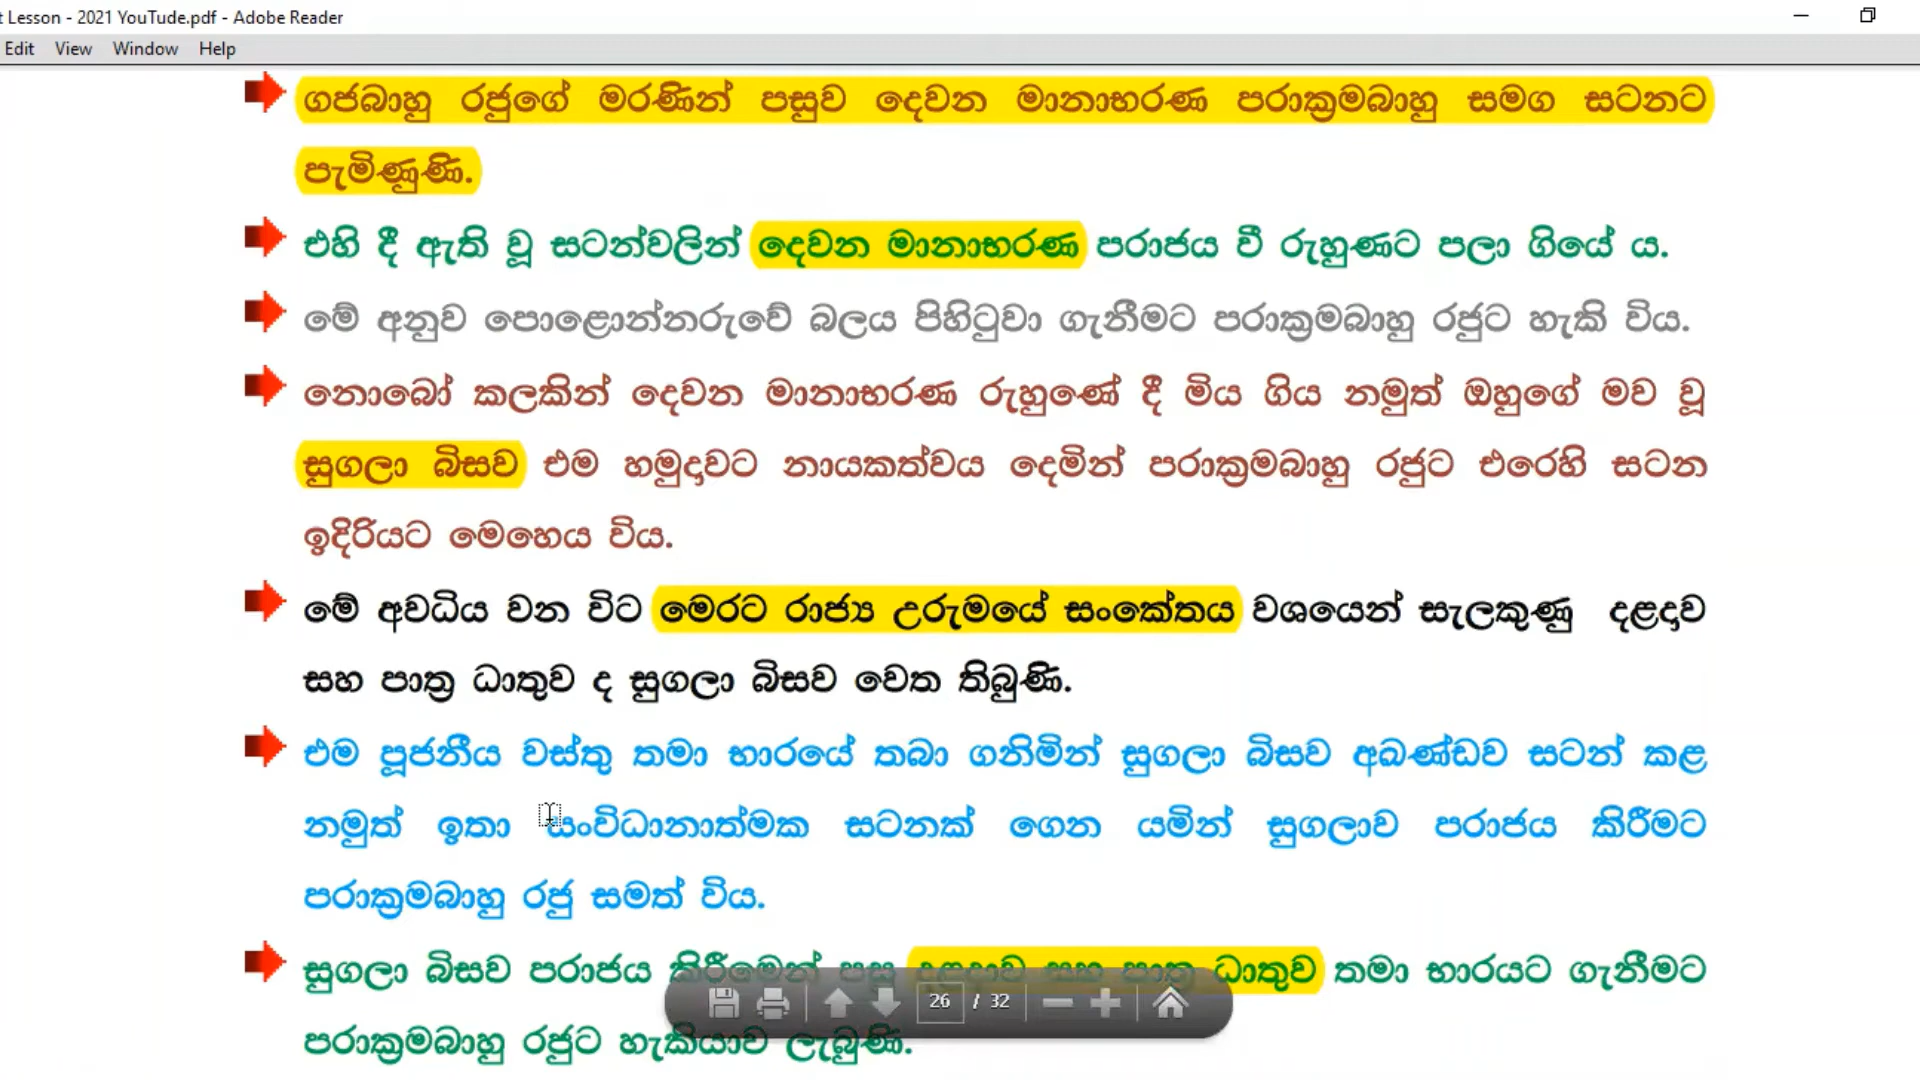 t Lesson - 2021 YouTude.pdf - Adobe Reader
Edit View Window Help
ගජබාහු රජුගේ මරණින් පසුව දෙවන මානාභරණ පරාක්‍රමබාහු සමග සටනට
පැමිණුණි.
එහි දී ඇති වූ සටන්වලින් දෙවන මානාභරණ පරාජය වී රුහුණට පලා ගියේ ය.
මේ අනුව පොළොන්නරුවේ බලය පිහිටුවා ගැනීමට පරාක්‍රමබාහු රජුට හැකි විය.
නොබෝ කලකින් දෙවන මානාභරණ රුහුණේ දී මිය ගිය නමුත් ඔහුගේ මව වූ
සුගලා බිසව එම හමුදාවට නායකත්වය දෙමින් පරාක්‍රමබාහු රජුට එරෙහි සටන
ඉදිරියට මෙහෙය විය.
මේ අවධිය වන විට මෙරට රාජ්‍ය උරුමයේ සංකේතය වශයෙන් සැලකුණු දළදාව
සහ පාත්‍ර ධාතුව ද සුගලා බිසව වෙත තිබුණි.
එම පූජනීය වස්තු තමා භාරයේ තබා ගනිමින් සුගලා බිසව අඛණ්ඩව සටන් කළ
නමුත් ඉතා සංවිධානාත්මක සටනක් ගෙන යමින් සුගලාව පරාජය කිරීමට
පරාක්‍රමබාහු රජු සමත් විය.
සුගලා බිසව පරාජය කිරීමෙන් පසු දළදාව සහ පාත්‍ර ධාතුව තමා භාරයට ගැනීමට
26 / 32
පරාක්‍රමබාහු රජුට හැකියාව ලැබුණි.